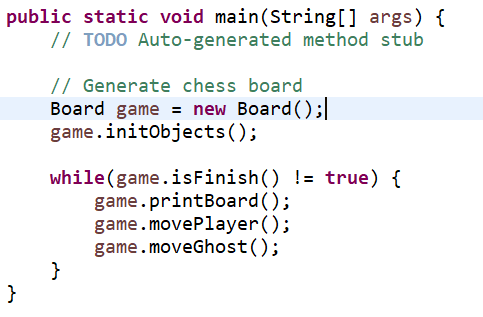 public static void main(String[] args) {
    // TODO Auto-generated method stub

    // Generate chess board
    Board game = new Board();
    game.initObjects();

    while(game.isFinish() != true) {
        game.printBoard();
        game.movePlayer();
        game.moveGhost();
    }
}